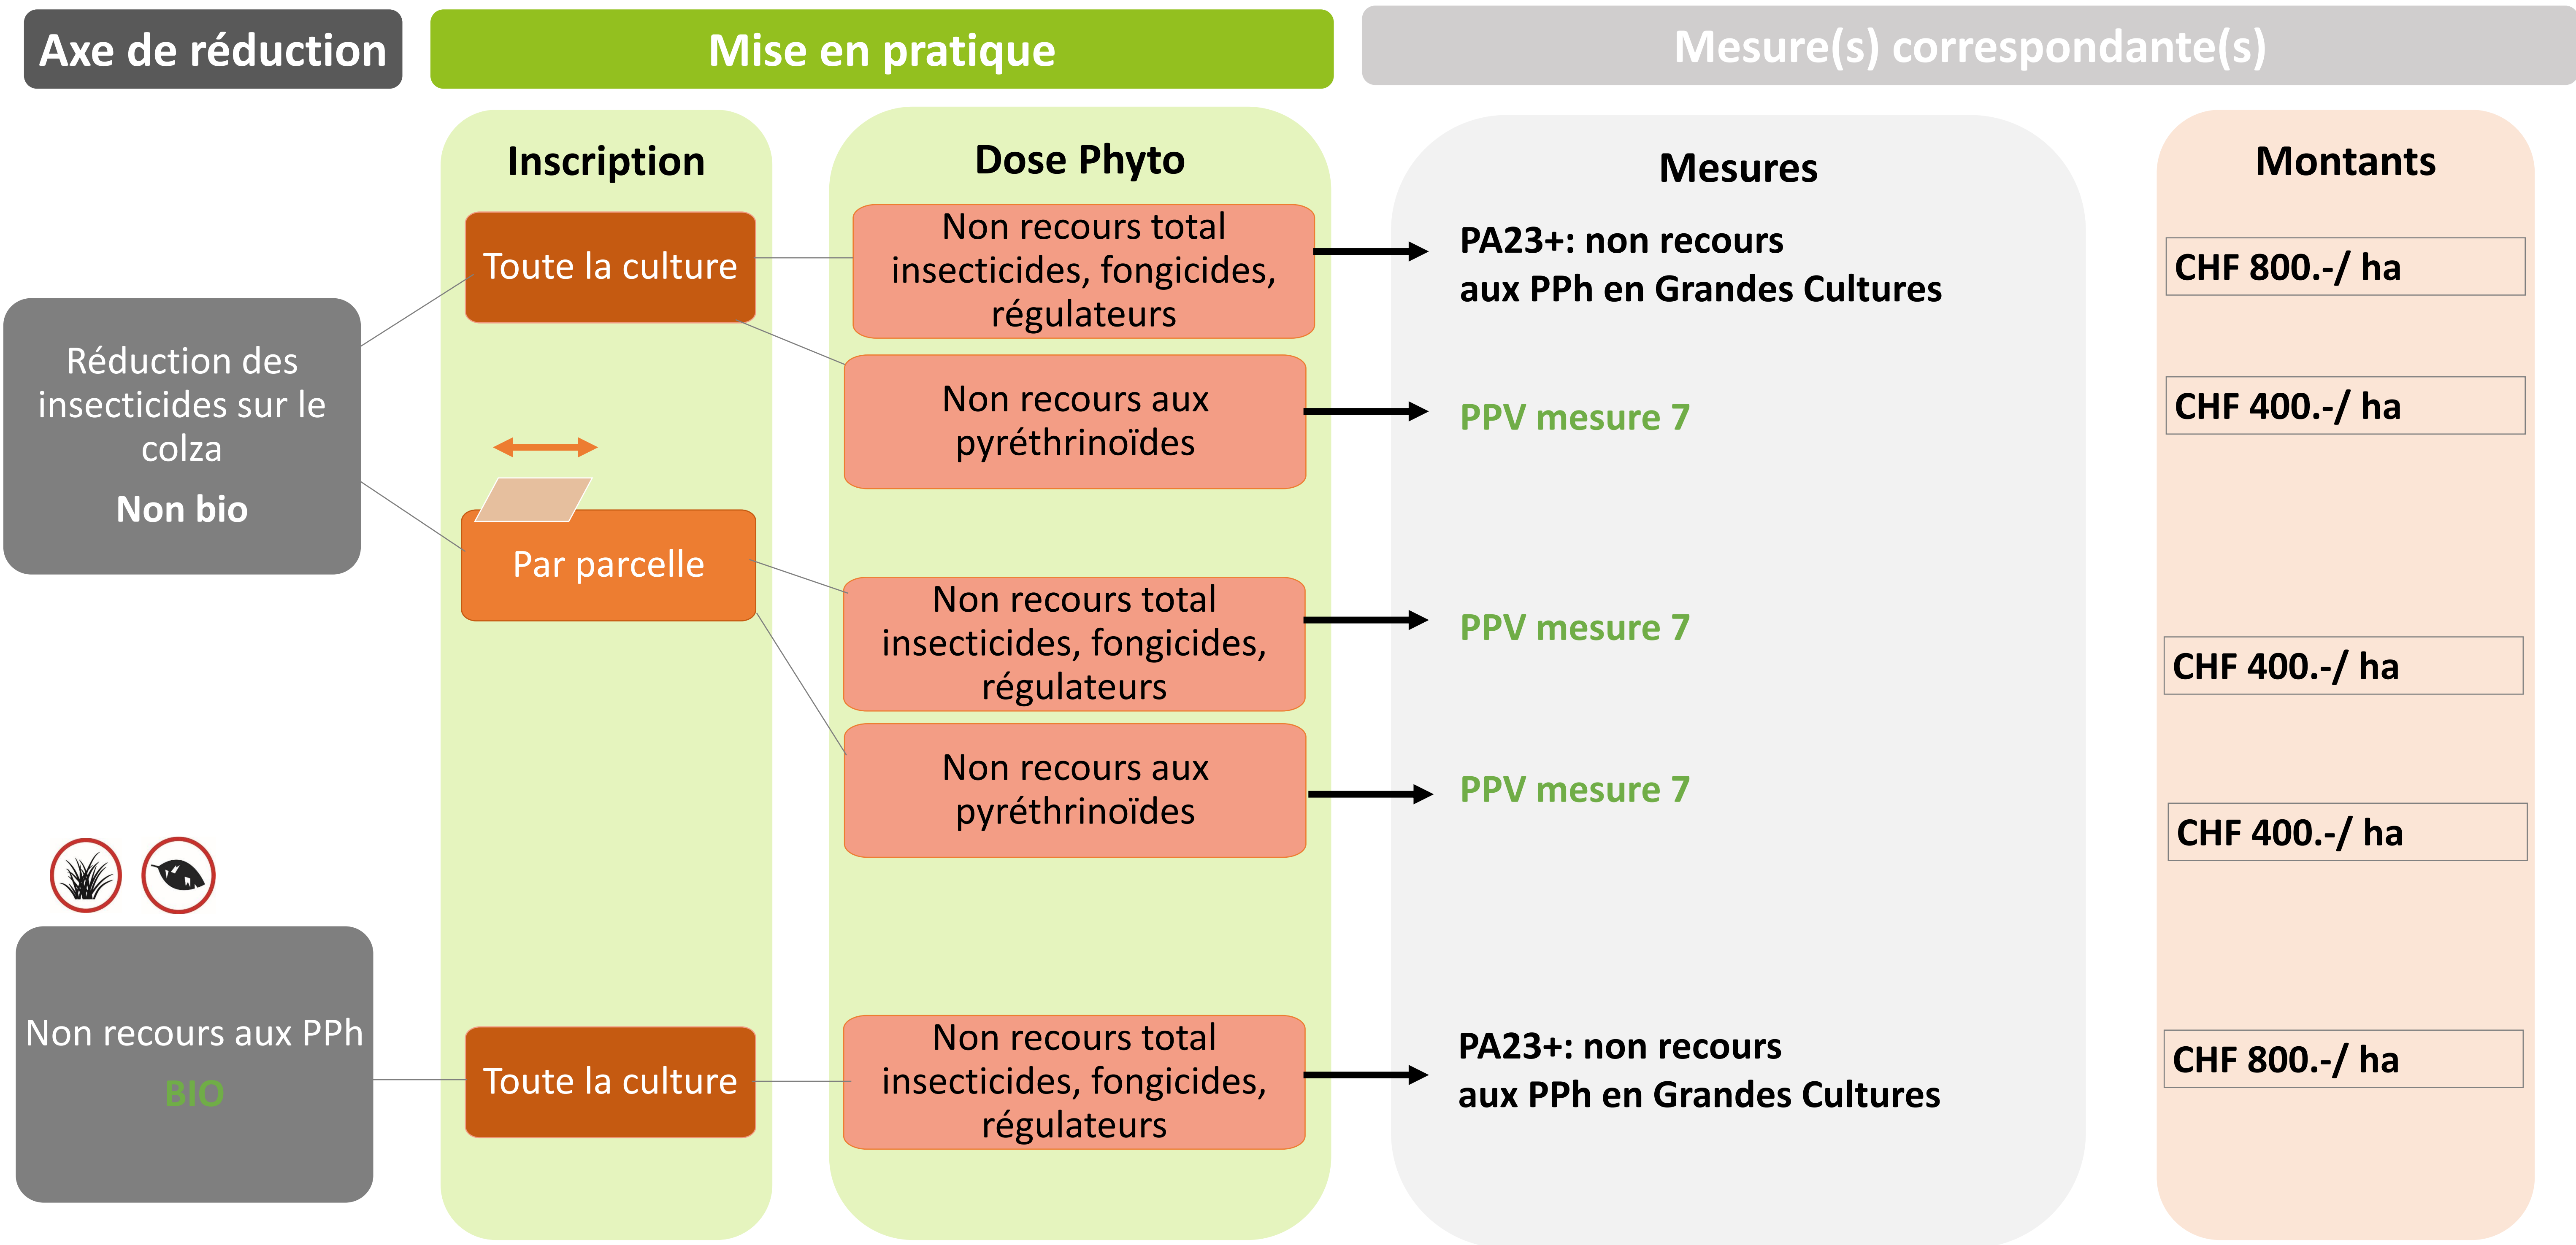 Axe de réduction
Mise en pratique
Mesure(s) correspondante(s)
Inscription
Dose Phyto
Mesures
Montants
Réduction des
insecticides sur le
colza
Non bio
Toute la culture
Non recours total
insecticides, fongicides,
régulateurs
PA23+: non recours
aux PPh en Grandes Cultures
CHF 800.-/ ha
Non recours aux
pyréthrinoïdes
PPV mesure 7
CHF 400.-/ ha
Par parcelle
Non recours total
insecticides, fongicides,
régulateurs
PPV mesure 7
CHF 400.-/ ha
Non recours aux
pyréthrinoïdes
PPV mesure 7
CHF 400.-/ ha
Non recours aux PPh
BIO
Toute la culture
Non recours total
insecticides, fongicides,
régulateurs
PA23+: non recours
aux PPh en Grandes Cultures
CHF 800.-/ ha